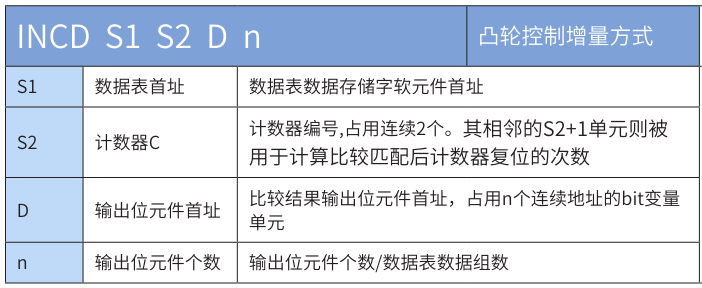 INCD S1 S2 D n 凸轮控制增量方式
S1 数据表首址 数据表数据存储字软元件首址
S2 计数器C 计数器编号,占用连续2个。其相邻的S2+1单元则被
用于计算比较匹配后计数器复位的次数
D 输出位元件首址 比较结果输出位元件首址，占用n个连续地址的bit变量
单元
n 输出位元件个数 输出位元件个数/数据表数据组数